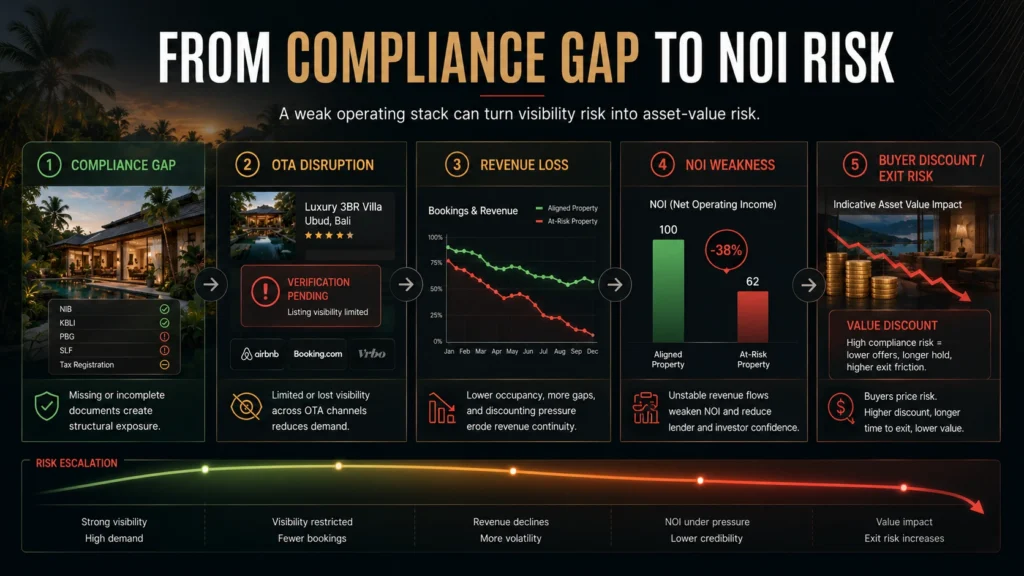 FROM COMPLIANCE GAP TO NOI RISK
A weak operating stack can turn visibility risk into asset-value risk.
1 COMPLIANCE GAP
NIB
KBLI
PBG
SLF
Tax Registration
Missing or incomplete
documents create
structural exposure.
2 OTA DISRUPTION
Luxury 3BR Villa
Ubud, Bali
VERIFICATION
PENDING
Listing visibility limited
airbnb
Booking.com
Vrbo
Limited or lost visibility
across OTA channels
reduces demand.
3 REVENUE LOSS
Bookings & Revenue
Aligned Property
At-Risk Property
100%
75%
50%
25%
0%
Jan Feb Mar Apr May Jun Jul Aug Sep Dec
Lower occupancy, more gaps,
and discounting pressure
erode revenue continuity.
4 NOI WEAKNESS
NOI (Net Operating Income)
100
-38%
62
Aligned
Property
At-Risk
Property
Unstable revenue flows
weaken NOI and reduce
lender and investor confidence.
5 BUYER DISCOUNT /
EXIT RISK
Indicative Asset Value Impact
VALUE DISCOUNT
High compliance risk =
lower offers, longer hold,
higher exit friction.
Buyers price risk.
Higher discount, longer
time to exit, lower value.
RISK ESCALATION
Strong visibility
High demand
Visibility restricted
Fewer bookings
Revenue declines
More volatility
NOI under pressure
Lower credibility
Value impact
Exit risk increases